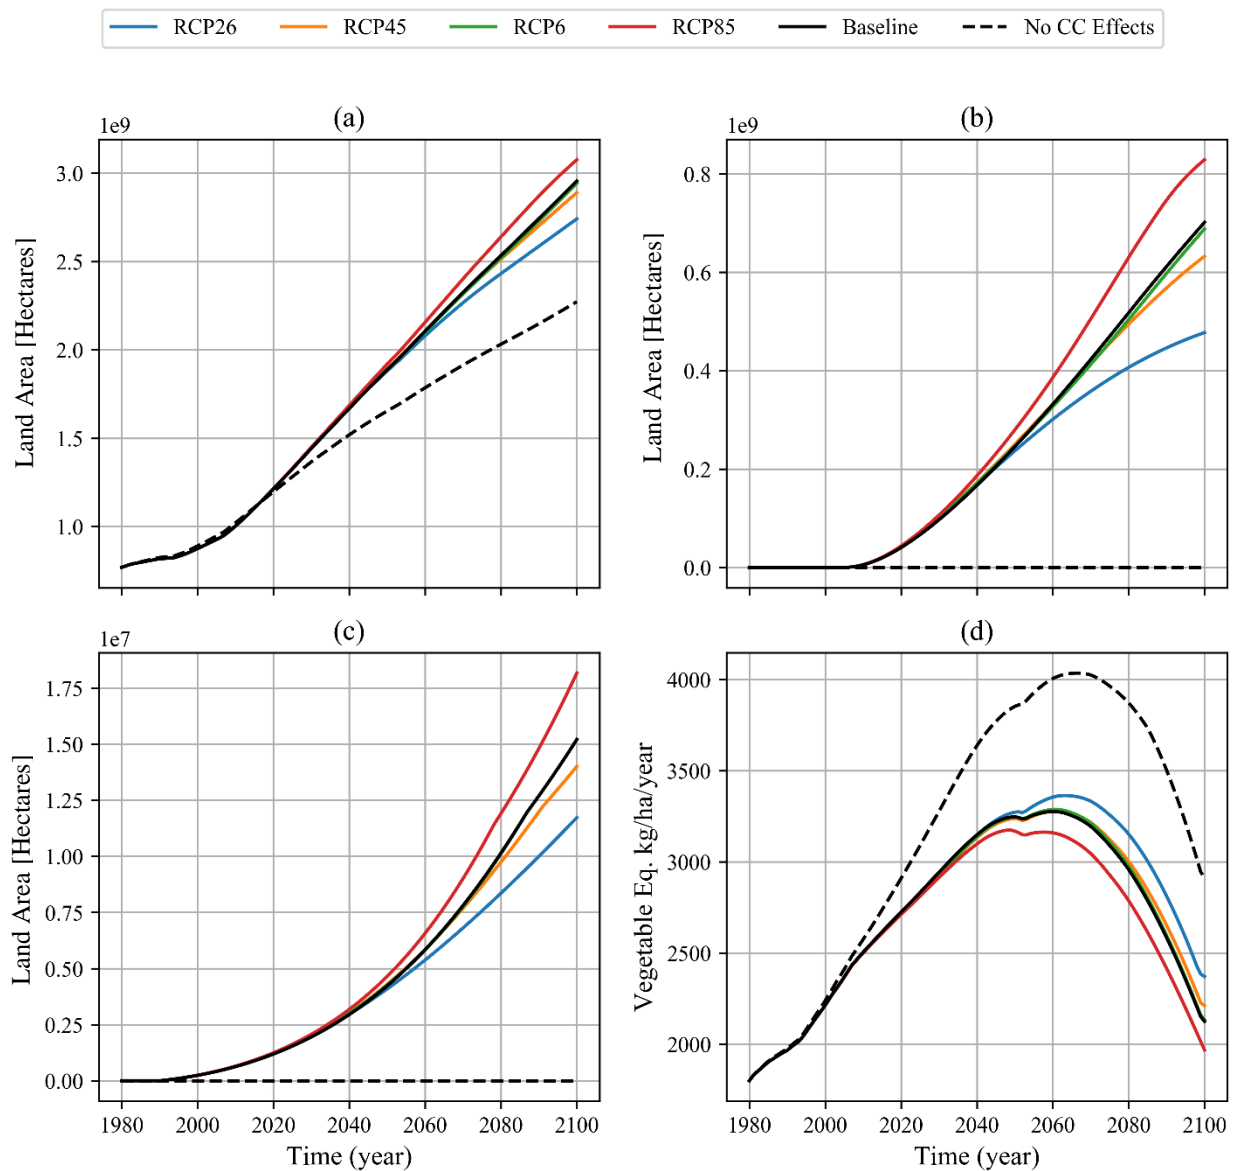 RCP26 RCP45 RCP6 RCP85 Baseline No CC Effects
(a)
1e9
3.0
2.5
2.0
1.5
1.0
Land Area [Hectares]
(b)
1e9
0.8
0.6
0.4
0.2
0.0
Land Area [Hectares]
(c)
1e7
1.75
1.50
1.25
1.00
0.75
0.50
0.25
0.00
Land Area [Hectares]
1980 2000 2020 2040 2060 2080 2100
Time (year)
(d)
4000
3500
3000
2500
2000
Vegetable Eq. kg/ha/year
1980 2000 2020 2040 2060 2080 2100
Time (year)